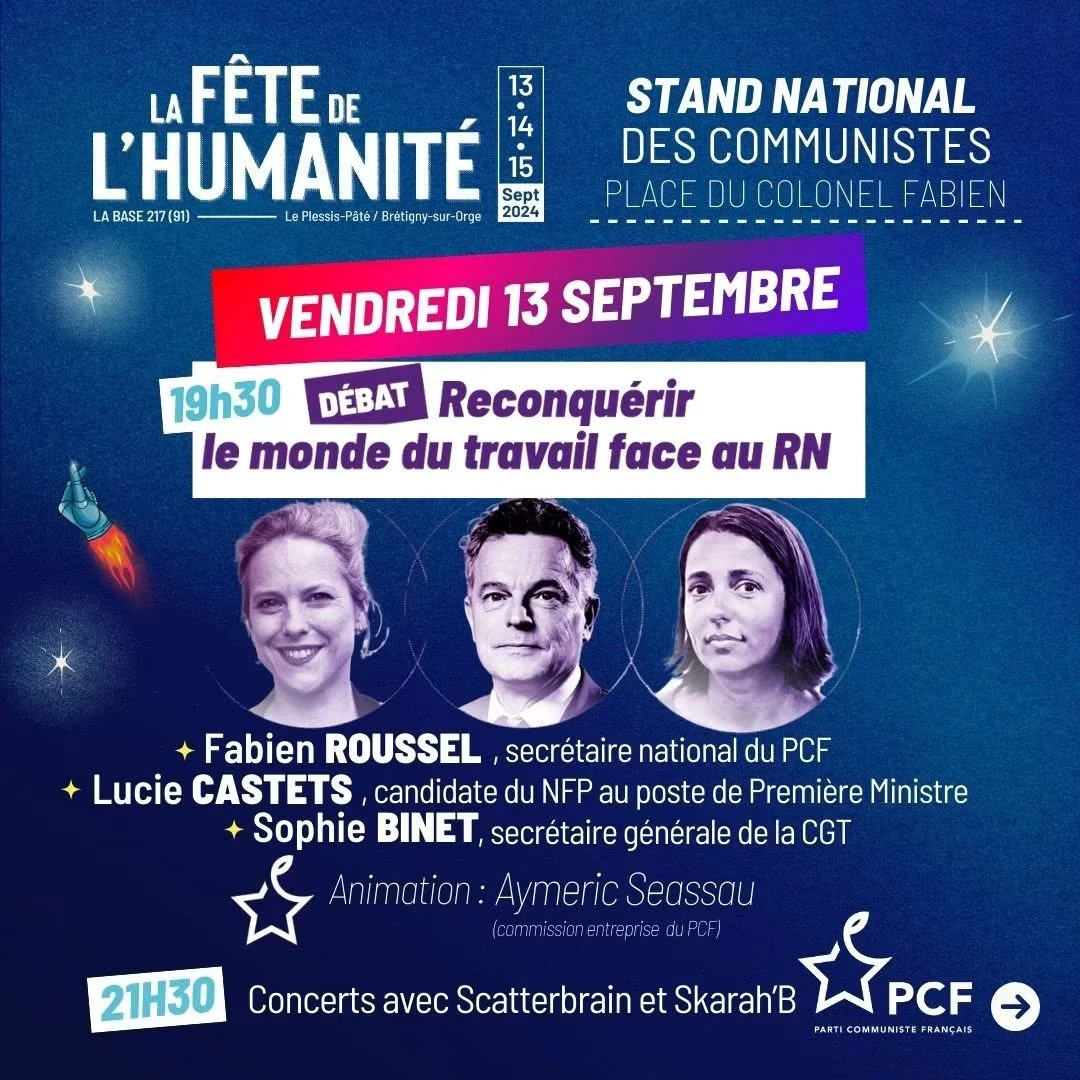 LA FÊTE DE
L'HUMANITÉ
LA BASE 217 (91) Le Plessis-Pâté / Brétigny-sur-Orge
13
•
14
•
15
Sept
2024
STAND NATIONAL
DES COMMUNISTES
PLACE DU COLONEL FABIEN
VENDREDI 13 SEPTEMBRE
19h30 DÉBAT Reconquérir
le monde du travail face au RN
Fabien ROUSSEL , secrétaire national du PCF
Lucie CASTETS , candidate du NFP au poste de Première Ministre
Sophie BINET, secrétaire générale de la CGT
Animation : Aymeric Seassau
(commission entreprise du PCF)
21H30 Concerts avec Scatterbrain et Skarah'B
PCF
PARTI COMMUNISTE FRANÇAIS